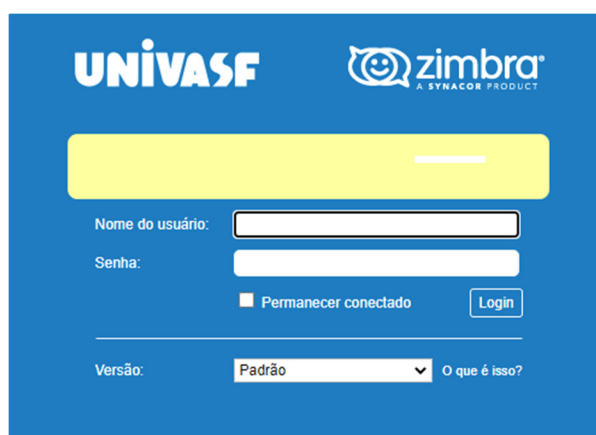 UNIVASF
zimbra®
A SYNACOR PRODUCT
Nome do usuário:
Senha:
Permanecer conectado Login
Versão: Padrão O que é isso?